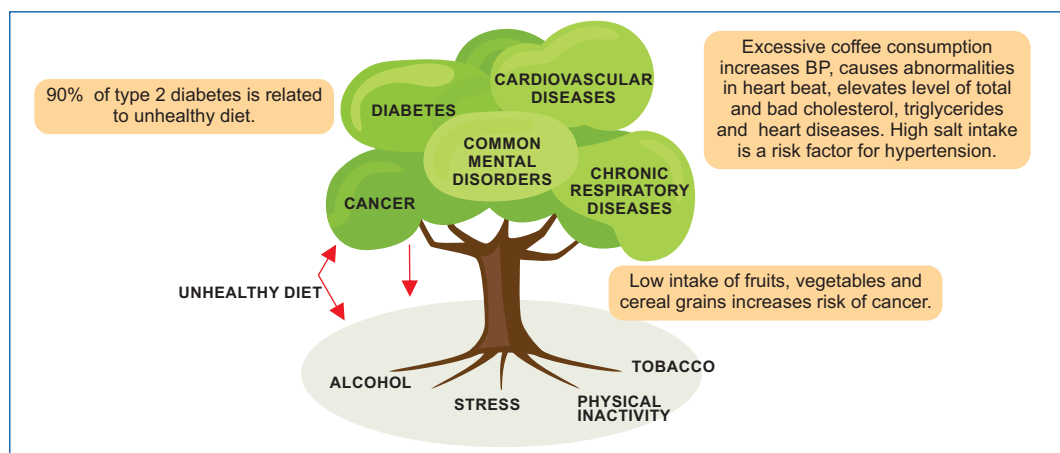 90% of type 2 diabetes is related
to unhealthy diet.
DIABETES
CARDIOVASCULAR
DISEASES
COMMON
MENTAL
DISORDERS
CANCER
CHRONIC
RESPIRATORY
DISEASES
Excessive coffee consumption
increases BP, causes abnormalities
in heart beat, elevates level of total
and bad cholesterol, triglycerides
and heart diseases. High salt intake
is a risk factor for hypertension.
UNHEALTHY DIET
Low intake of fruits, vegetables and
cereal grains increases risk of cancer.
ALCOHOL
STRESS
PHYSICAL
INACTIVITY
TOBACCO